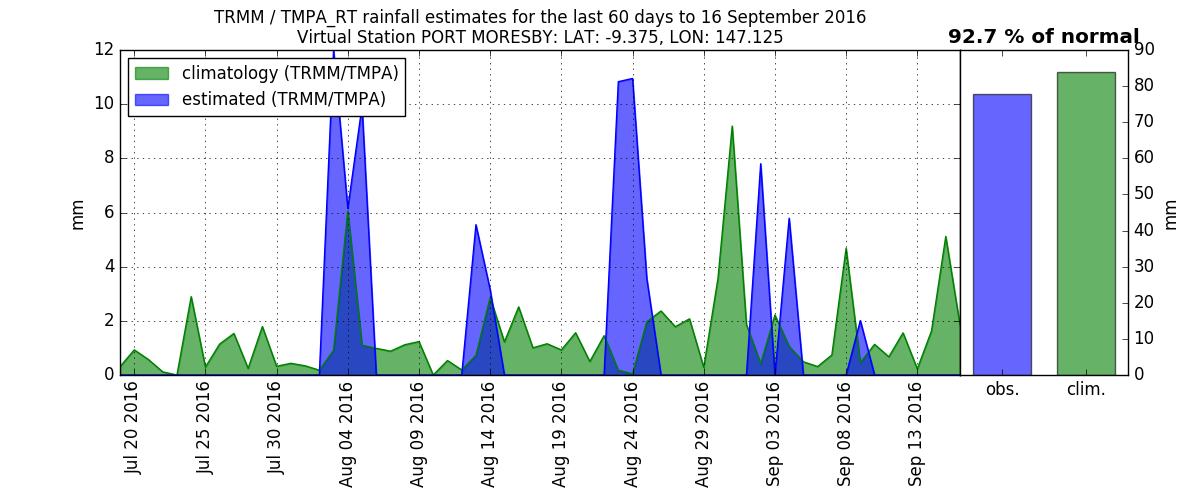 TRMM / TMPA_RT rainfall estimates for the last 60 days to 16 September 2016
Virtual Station PORT MORESBY: LAT: -9.375, LON: 147.125
92.7 % of normal
climatology (TRMM/TMPA)
estimated (TRMM/TMPA)
mm
12
10
8
6
4
2
0
Jul 20 2016
Jul 25 2016
Jul 30 2016
Aug 04 2016
Aug 09 2016
Aug 14 2016
Aug 19 2016
Aug 24 2016
Aug 29 2016
Sep 03 2016
Sep 08 2016
Sep 13 2016
obs.
clim.
90
80
70
60
50
40
30
20
10
0
mm